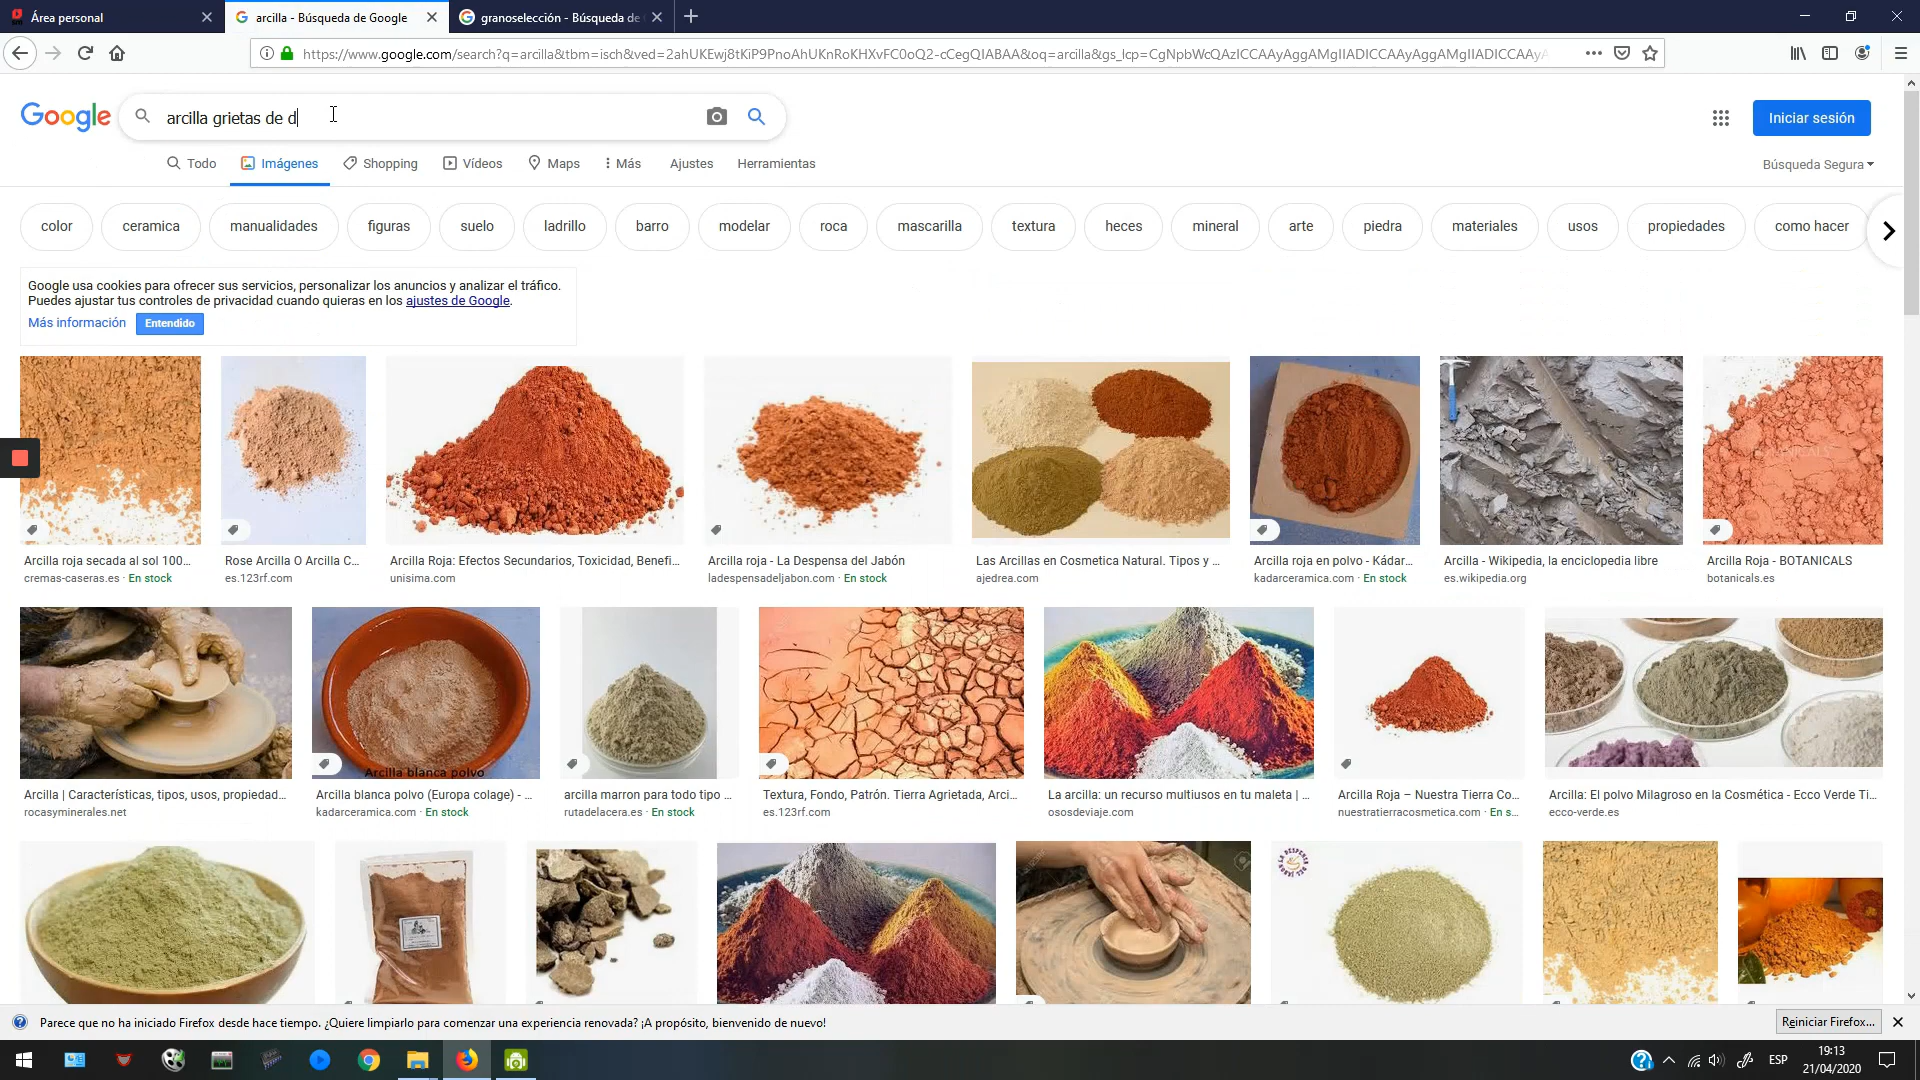 Área personal
arcilla - Búsqueda de Google
granoselección - Búsqueda de
https://www.google.com/search?q=arcilla&tbm=isch&ved=2ahUKEwj8tKiP9PnoAhUKnRoKHXvFC0oQ2-cCegQIABAA&oq=arcilla&gs_lcp=CgNpbWcQAzICCAAyAggAMgIIADICCAAyAggAMgIIADICCAAyA
Google
arcilla grietas de d
Iniciar sesión
Todo Imágenes Shopping Vídeos Maps Más Ajustes Herramientas
Búsqueda Segura
color ceramica manualidades figuras suelo ladrillo barro modelar roca mascarilla textura heces mineral arte piedra materiales usos propiedades como hacer
Google usa cookies para ofrecer sus servicios, personalizar los anuncios y analizar el tráfico.
Puedes ajustar tus controles de privacidad cuando quieras en los ajustes de Google.
Más información Entendido
Arcilla roja secada al sol 100...
cremas-caseras.es · En stock
Rose Arcilla O Arcilla C...
es.123rf.com
Arcilla Roja: Efectos Secundarios, Toxicidad, Benefi...
unisima.com
Arcilla roja - La Despensa del Jabón
ladespensadeljabon.com · En stock
Las Arcillas en Cosmetica Natural. Tipos y ...
ajedrea.com
Arcilla roja en polvo - Kádar...
kadarceramica.com · En stock
Arcilla - Wikipedia, la enciclopedia libre
es.wikipedia.org
Arcilla Roja - BOTANICALS
botanicals.es
Arcilla | Características, tipos, usos, propiedad...
rocasyminerales.net
Arcilla blanca polvo
Arcilla blanca polvo (Europa colage) - ...
kadarceramica.com · En stock
arcilla marron para todo tipo ...
rutadelacera.es · En stock
Textura, Fondo, Patrón. Tierra Agrietada, Arci...
es.123rf.com
La arcilla: un recurso multiusos en tu maleta | ...
ososdeviaje.com
Arcilla Roja – Nuestra Tierra Co...
nuestratierracosmetica.com · En s...
Arcilla: El polvo Milagroso en la Cosmética - Ecco Verde Ti...
ecco-verde.es
Parece que no ha iniciado Firefox desde hace tiempo. ¿Quiere limpiarlo para comenzar una experiencia renovada? ¡A propósito, bienvenido de nuevo!
Reiniciar Firefox...
ESP
19:13
21/04/2020